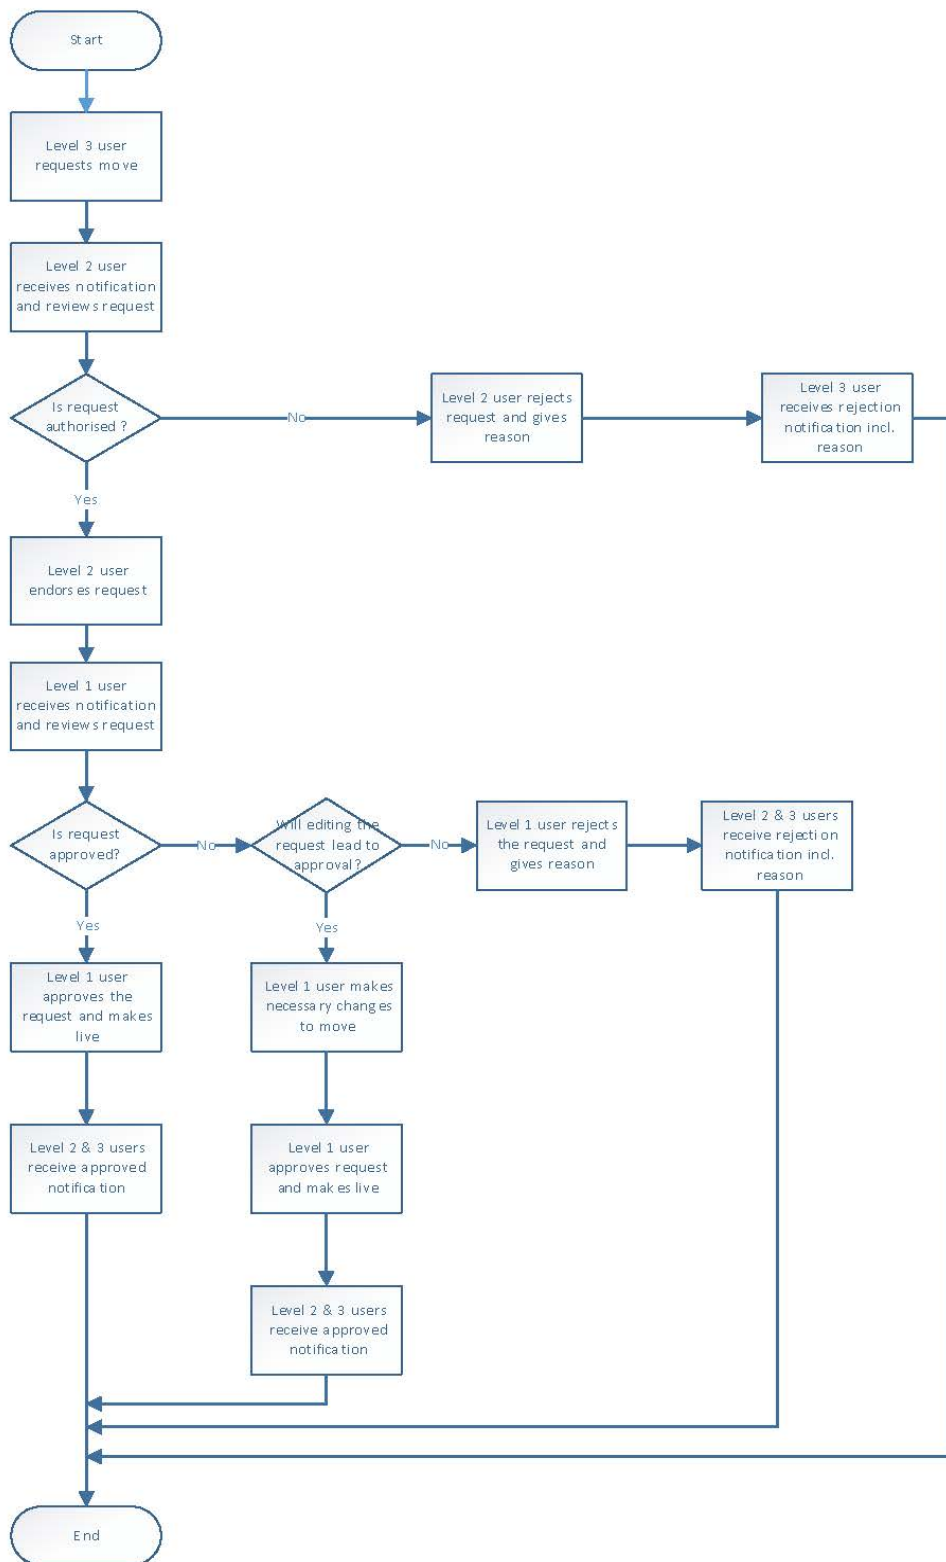 Start
Level 3 user
requests move
Level 2 user
receives notification
and reviews request
Is request
authorised ?
No
Level 2 user rejects
request and gives
reason
Level 3 user
receives rejection
notification incl.
reason
Yes
Level 2 user
endorses request
Level 1 user
receives notification
and reviews request
Is request
approved?
No
Will editing the
request lead to
approval?
No
Level 1 user rejects
the request and
gives reason
Level 2 & 3 users
receive rejection
notification incl.
reason
Yes
Yes
Level 1 user
approves the
request and makes
live
Level 1 user makes
necessary changes
to move
Level 2 & 3 users
receive approved
notification
Level 1 user
approves request
and makes live
Level 2 & 3 users
receive approved
notification
End